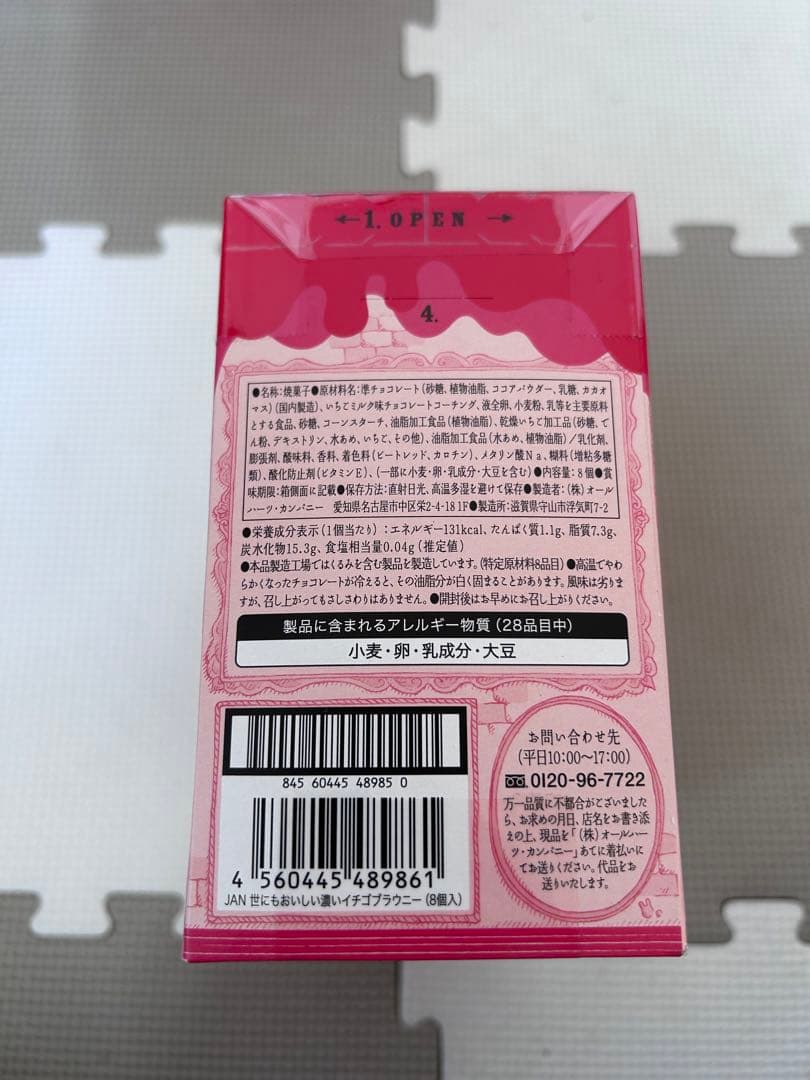 ←1. OPEN →
4.
●名称:焼菓子●原材料名:準チョコレート(砂糖、植物油脂、ココアパウダー、乳糖、カカオ
マス)(国内製造)、いちごミルク味チョコレートコーチング、液全卵、小麦粉、乳等を主要原料
とする食品、砂糖、コーンスターチ、油脂加工食品(植物油脂)、乾燥いちご加工品(砂糖、で
ん粉、デキストリン、水あめ、いちご、その他)、油脂加工食品(水あめ、植物油脂)/乳化剤、
膨張剤、酸味料、香料、着色料(ビートレッド、カロチン)、メタリン酸Na、糊料(増粘多糖
類)、酸化防止剤(ビタミンE)、(一部に小麦・卵・乳成分・大豆を含む)●内容量:8個●賞
味期限:箱側面に記載●保存方法:直射日光、高温多湿を避けて保存●製造者:(株)オール
ハーツ・カンパニー 愛知県名古屋市中区栄2-4-18 1F●製造所:滋賀県守山市浮気町7-2
●栄養成分表示(1個当たり):エネルギー131kcal、たんぱく質1.1g、脂質7.3g、
炭水化物15.3g、食塩相当量0.04g(推定値)
●本品製造工場ではくるみを含む製品を製造しています。(特定原材料8品目)●高温でやわ
らかくなったチョコレートが冷えると、その油脂分が白く固まることがあります。風味は劣りま
すが、召し上がってもさしさわりはありません。●開封後はお早めにお召し上がりください。
製品に含まれるアレルギー物質(28品目中)
小麦・卵・乳成分・大豆
845 60445 48985 0
4 560445 489861
JAN 世にもおいしい濃いイチゴブラウニー(8個入)
お問い合わせ先
(平日10:00〜17:00)
0120-96-7722
万一品質に不都合がございました
ら、お求めの月日、店名をお書き添
えの上、現品を「(株)オールハー
ツ・カンパニー」あてに着払いに
てお送りください。代品をお
送りいたします。